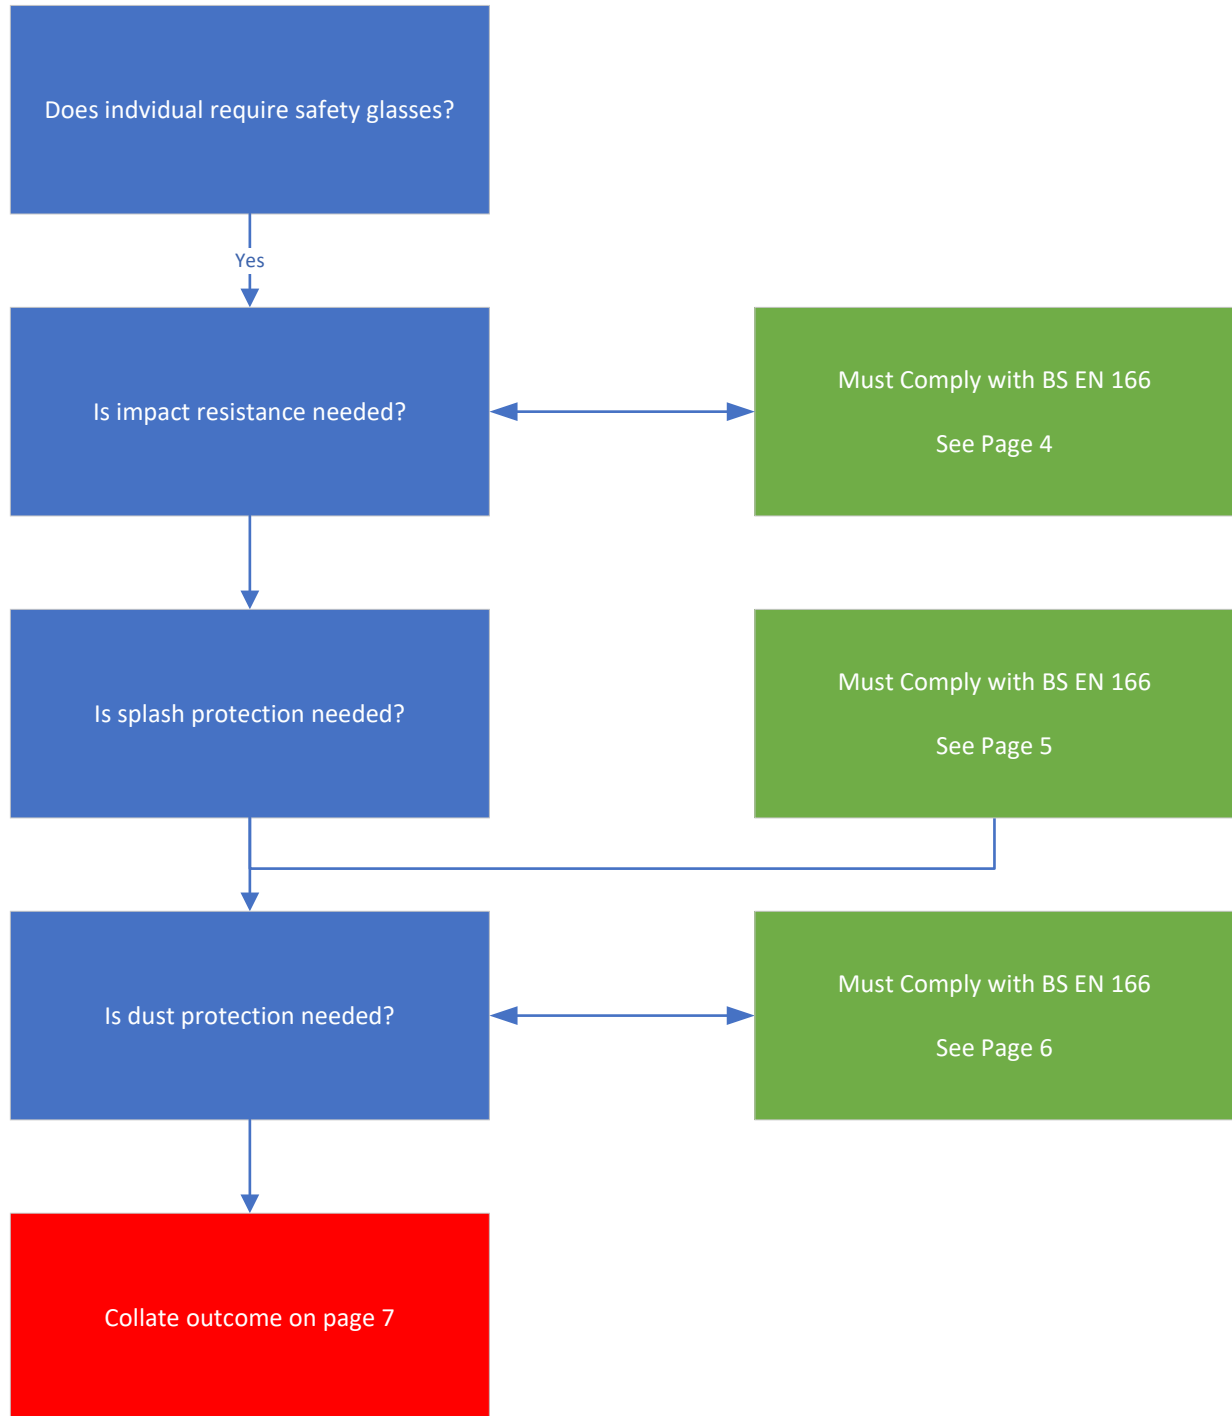 Does indvidual require safety glasses?
Yes
Is impact resistance needed?
Must Comply with BS EN 166
See Page 4
Is splash protection needed?
Must Comply with BS EN 166
See Page 5
Is dust protection needed?
Must Comply with BS EN 166
See Page 6
Collate outcome on page 7